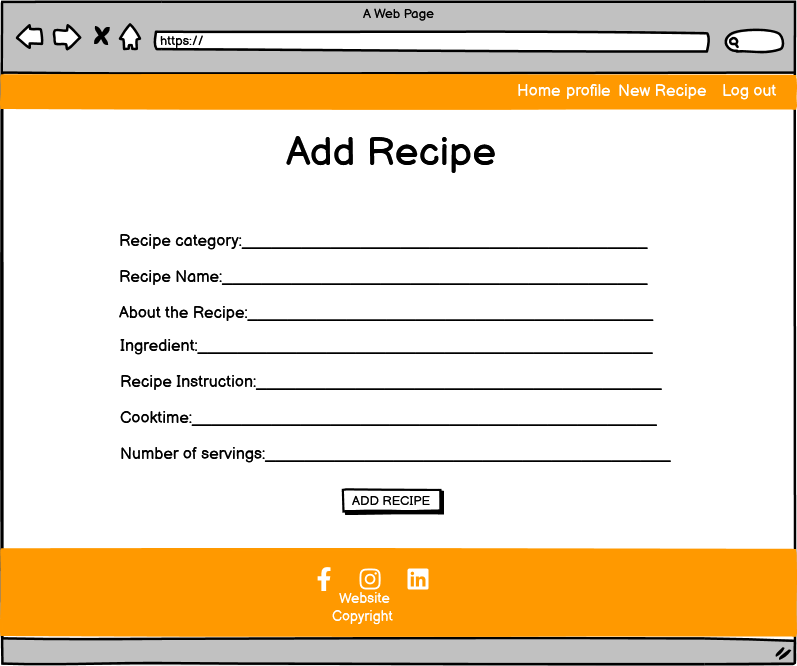 A Web Page
https://
Home profile New Recipe Log out
Add Recipe
Recipe category:
Recipe Name:
About the Recipe:
Ingredient:
Recipe Instruction:
Cooktime:
Number of servings:
ADD RECIPE
Website
Copyright